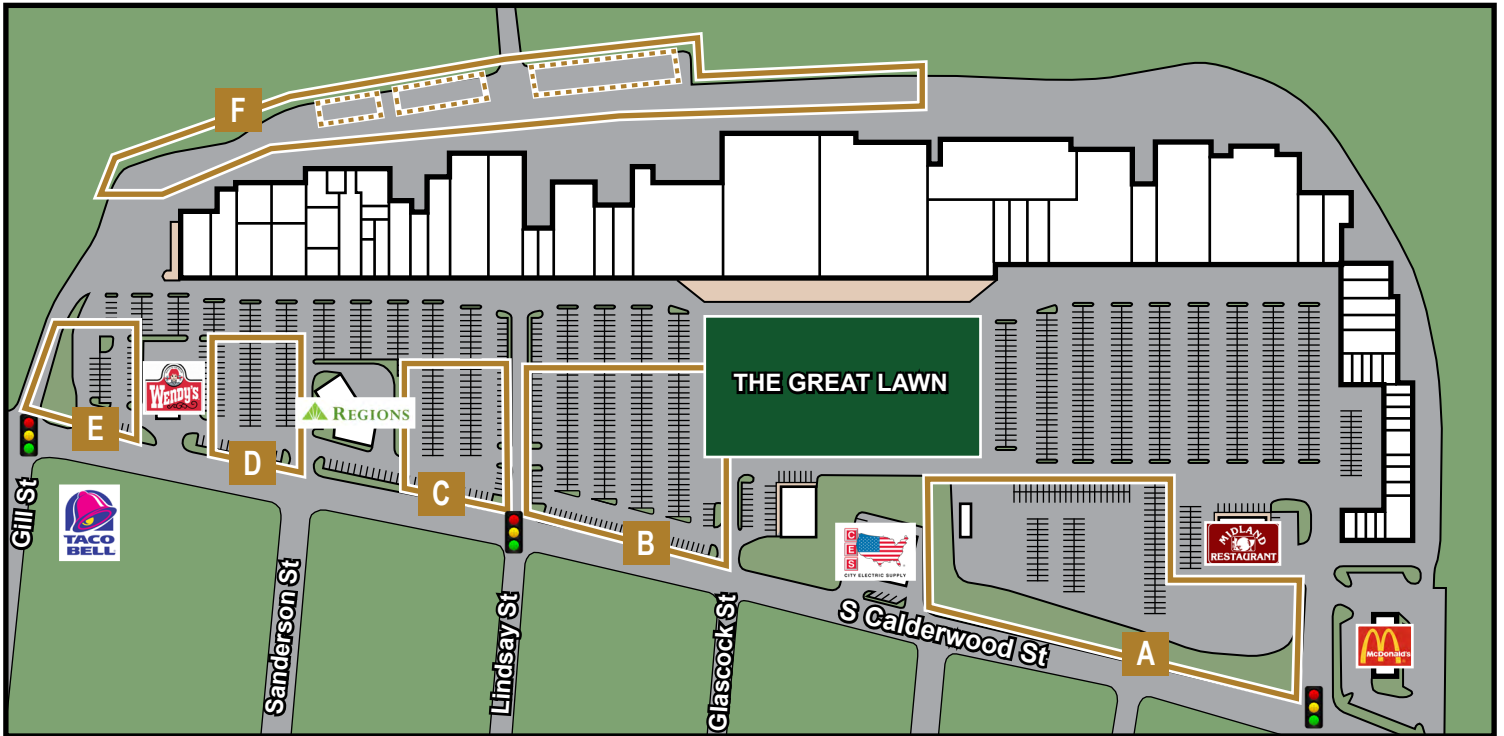 F
THE GREAT LAWN
WENDY'S
REGIONS
E
D
C
B
A
TACO
BELL
CES
CITY ELECTRIC SUPPLY
MIDLAND
RESTAURANT
McDonald's
Gill St
Sanderson St
Lindsay St
Glascock St
S Calderwood St